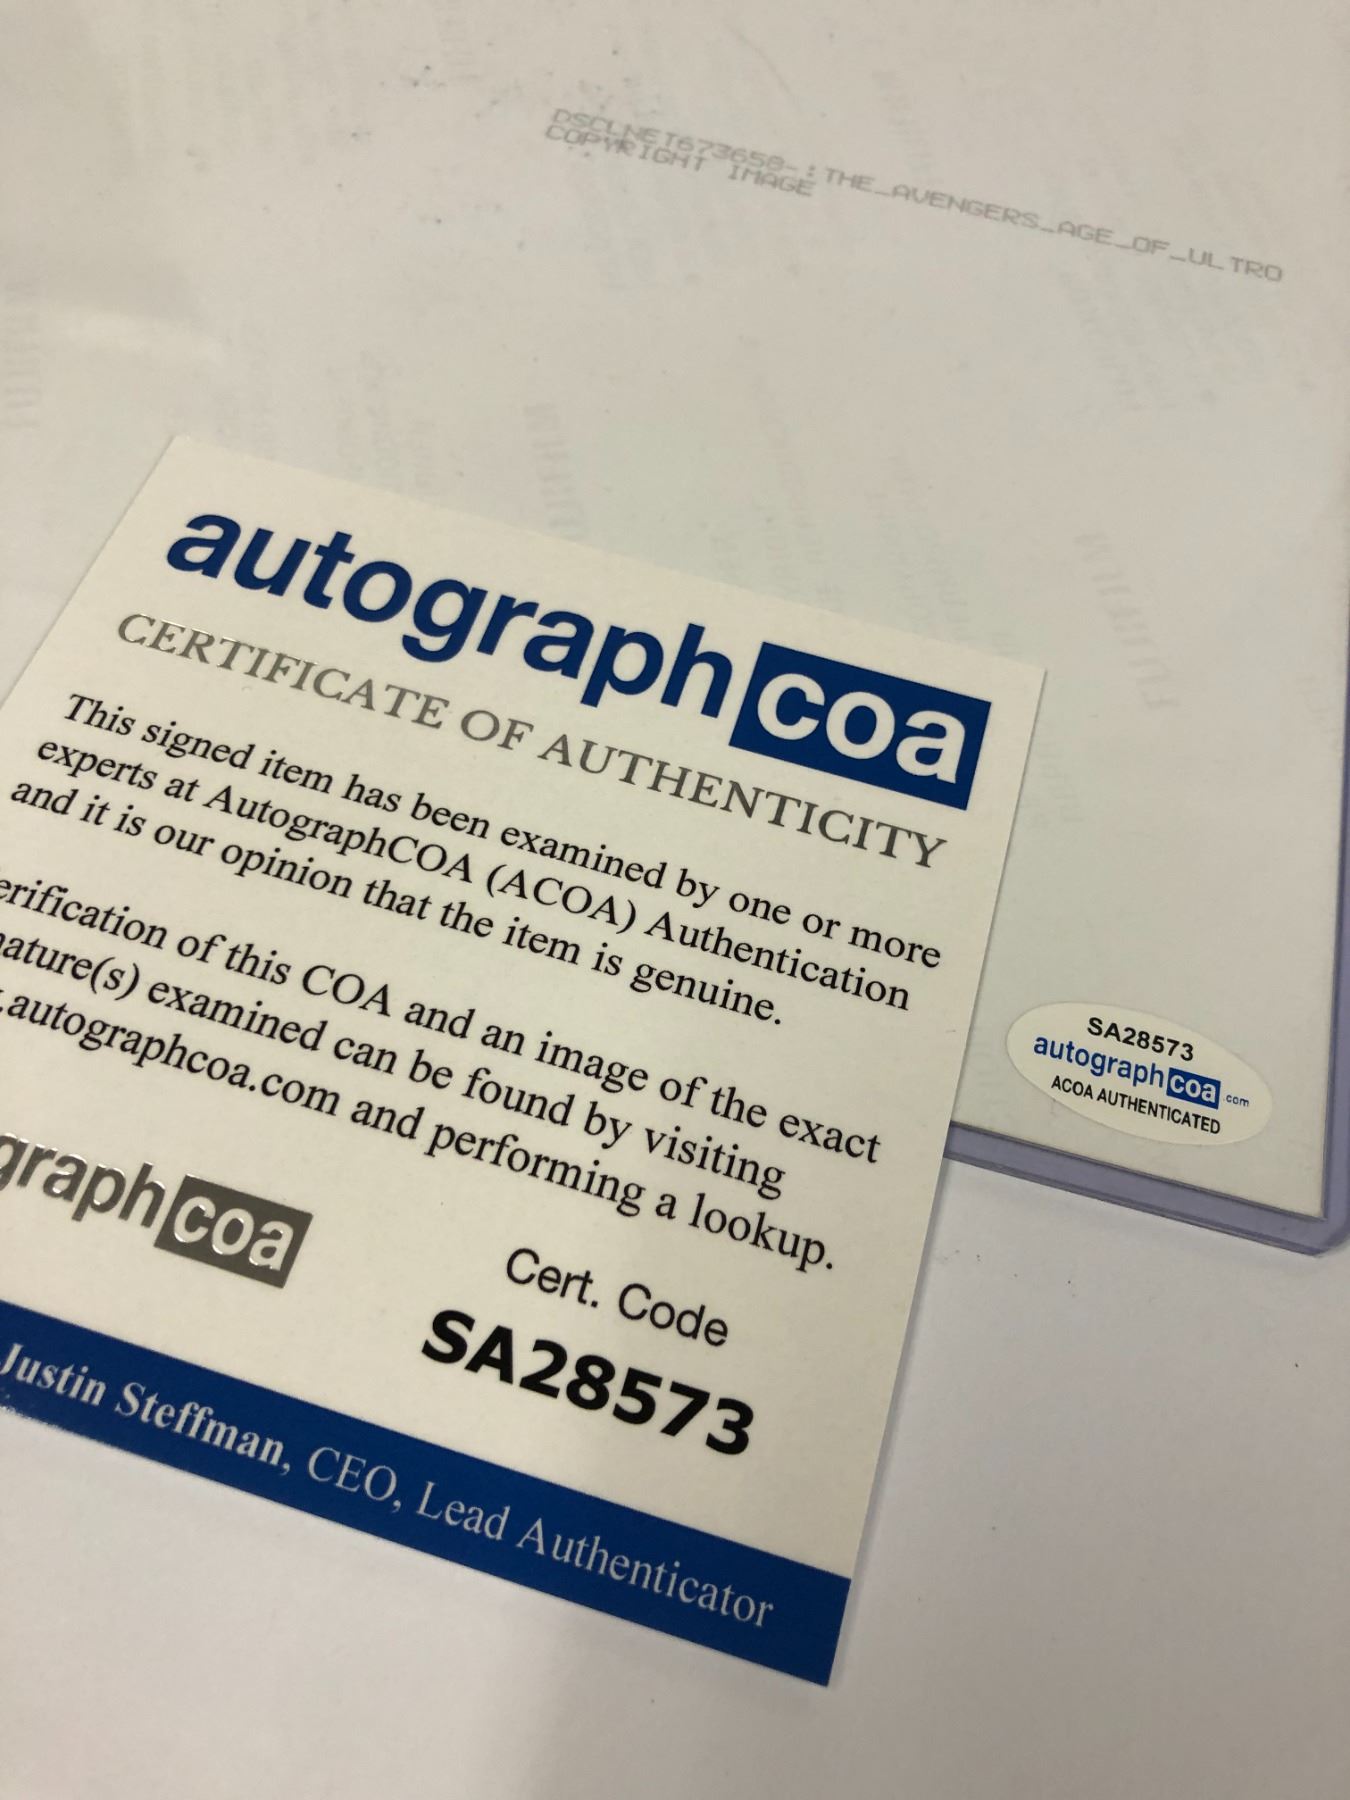 DSCLNET673658-:THE_AVENGERS_AGE_OF_ULTRO
COPYRIGHT IMAGE
autographcoa
CERTIFICATE OF AUTHENTICITY
This signed item has been examined by one or more
experts at AutographCOA (ACOA) Authentication
and it is our opinion that the item is genuine.
erification of this COA and an image of the exact
nature(s) examined can be found by visiting
.autographcoa.com and performing a lookup.
graphcoa
Cert. Code
SA28573
Justin Steffman, CEO, Lead Authenticator
SA28573
autographcoa.com
ACOA AUTHENTICATED